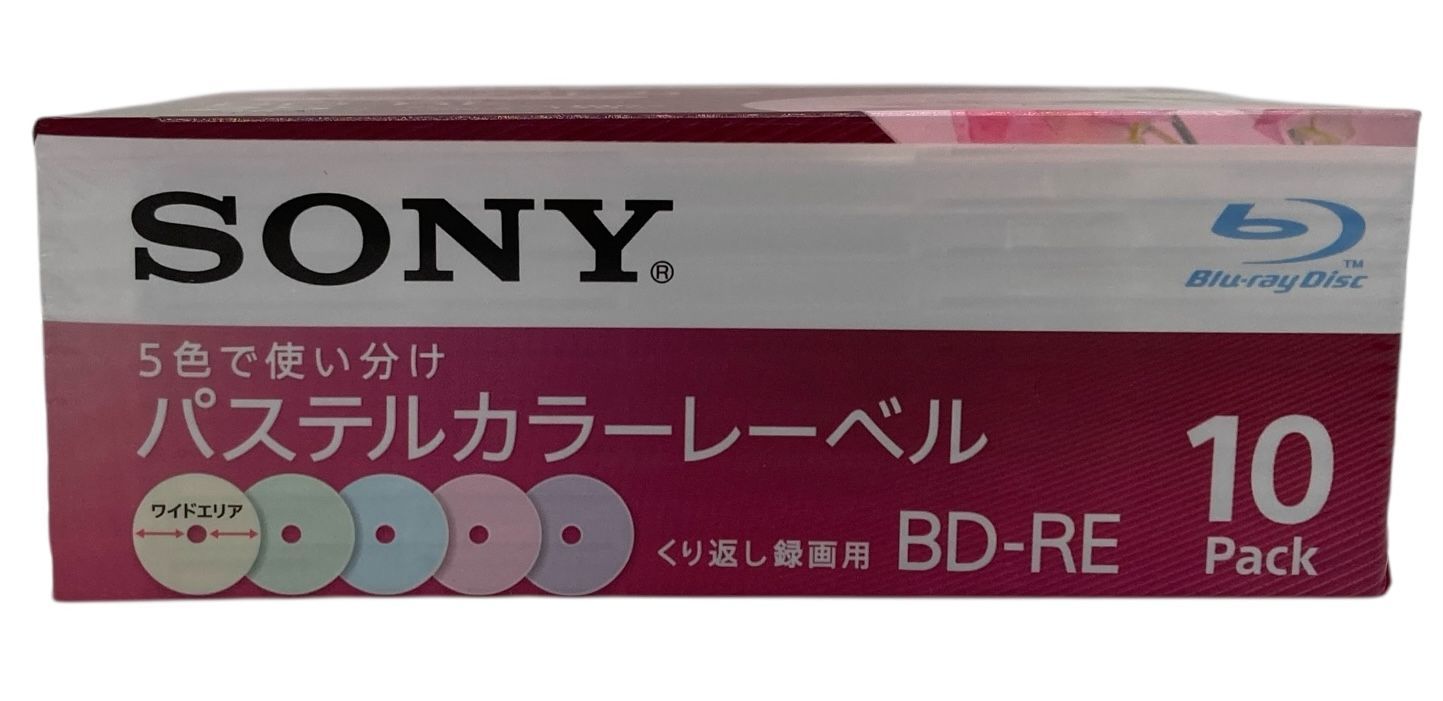 SONY®
Blu-ray Disc™
5色で使い分け
パステルカラーレーベル
ワイドエリア
くり返し録画用 BD-RE
10
Pack